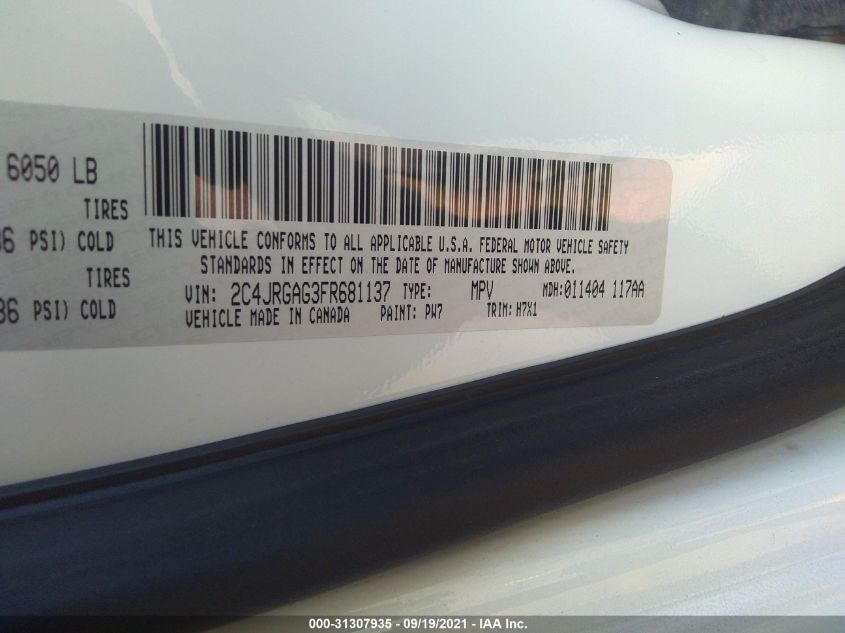 6050 LB
TIRES
36 PSI) COLD
TIRES
36 PSI) COLD
THIS VEHICLE CONFORMS TO ALL APPLICABLE U.S.A. FEDERAL MOTOR VEHICLE SAFETY
STANDARDS IN EFFECT ON THE DATE OF MANUFACTURE SHOWN ABOVE.
VIN: 2C4JRGAG3FR681137 TYPE: MPV MDH:011404 117AA
VEHICLE MADE IN CANADA PAINT: PW7 TRIM: H7X1
000-31307935 / 09/19/2021 - IAA Inc.